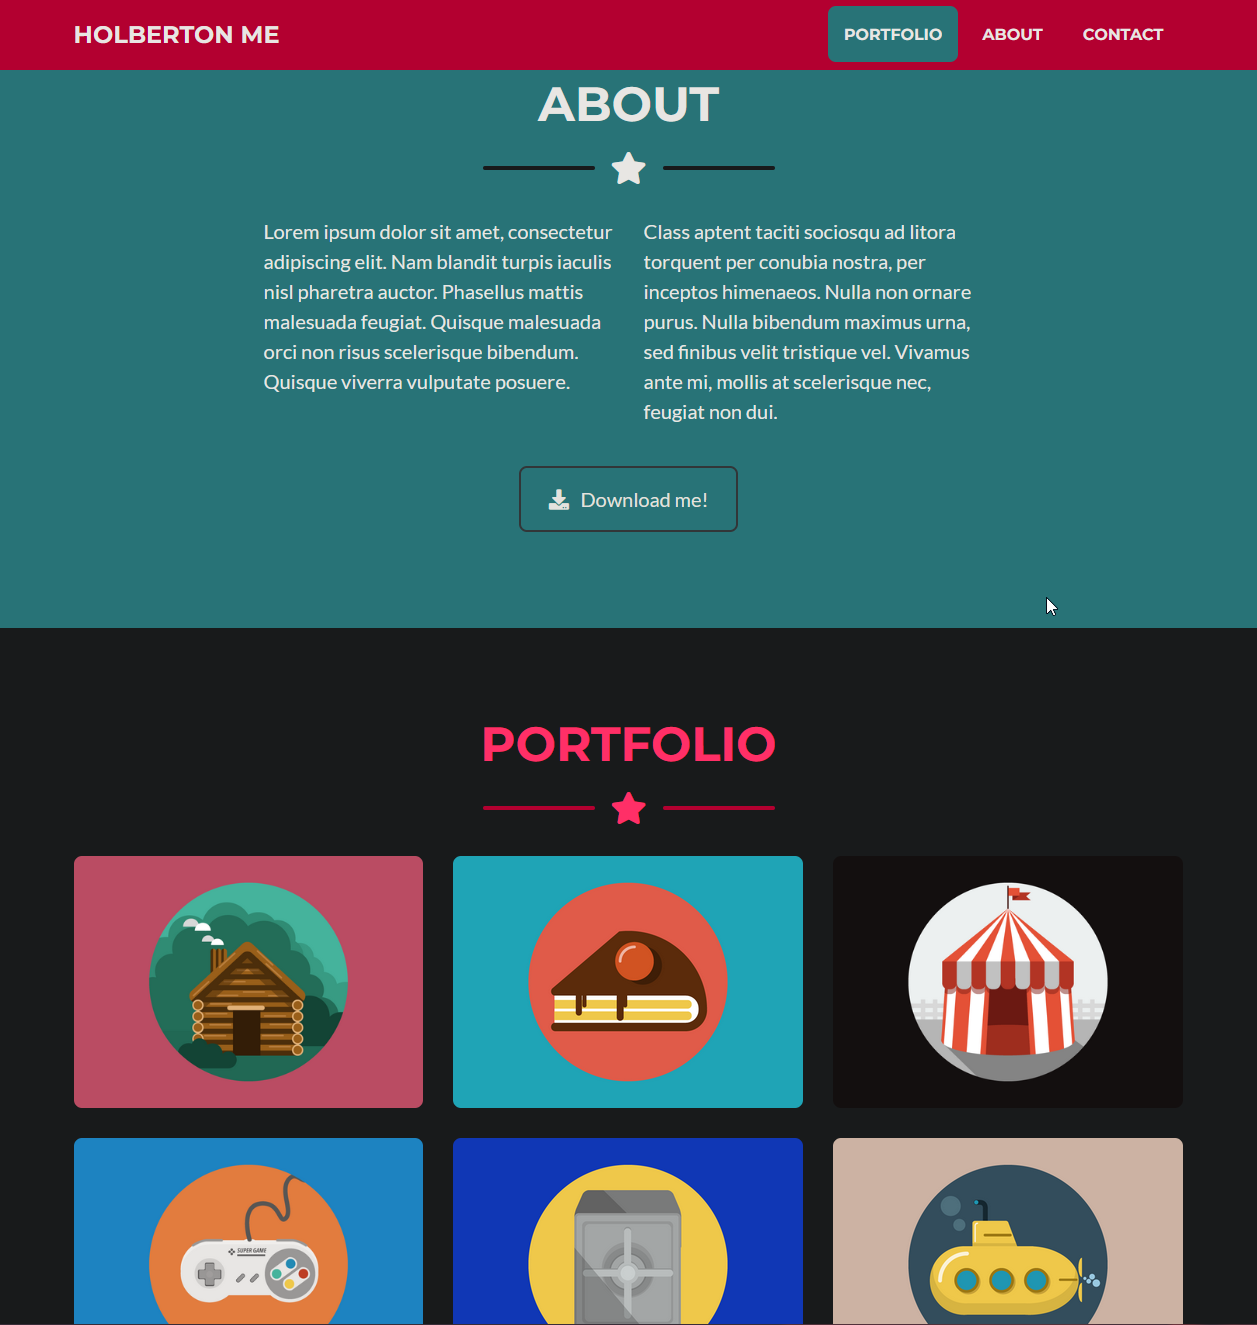 HOLBERTON ME
PORTFOLIO ABOUT CONTACT
ABOUT
Lorem ipsum dolor sit amet, consectetur
adipiscing elit. Nam blandit turpis iaculis
nisl pharetra auctor. Phasellus mattis
malesuada feugiat. Quisque malesuada
orci non risus scelerisque bibendum.
Quisque viverra vulputate posuere.
Class aptent taciti sociosqu ad litora
torquent per conubia nostra, per
inceptos himenaeos. Nulla non ornare
purus. Nulla bibendum maximus urna,
sed finibus velit tristique vel. Vivamus
ante mi, mollis at scelerisque nec,
feugiat non dui.
Download me!
PORTFOLIO
SUPER GAME